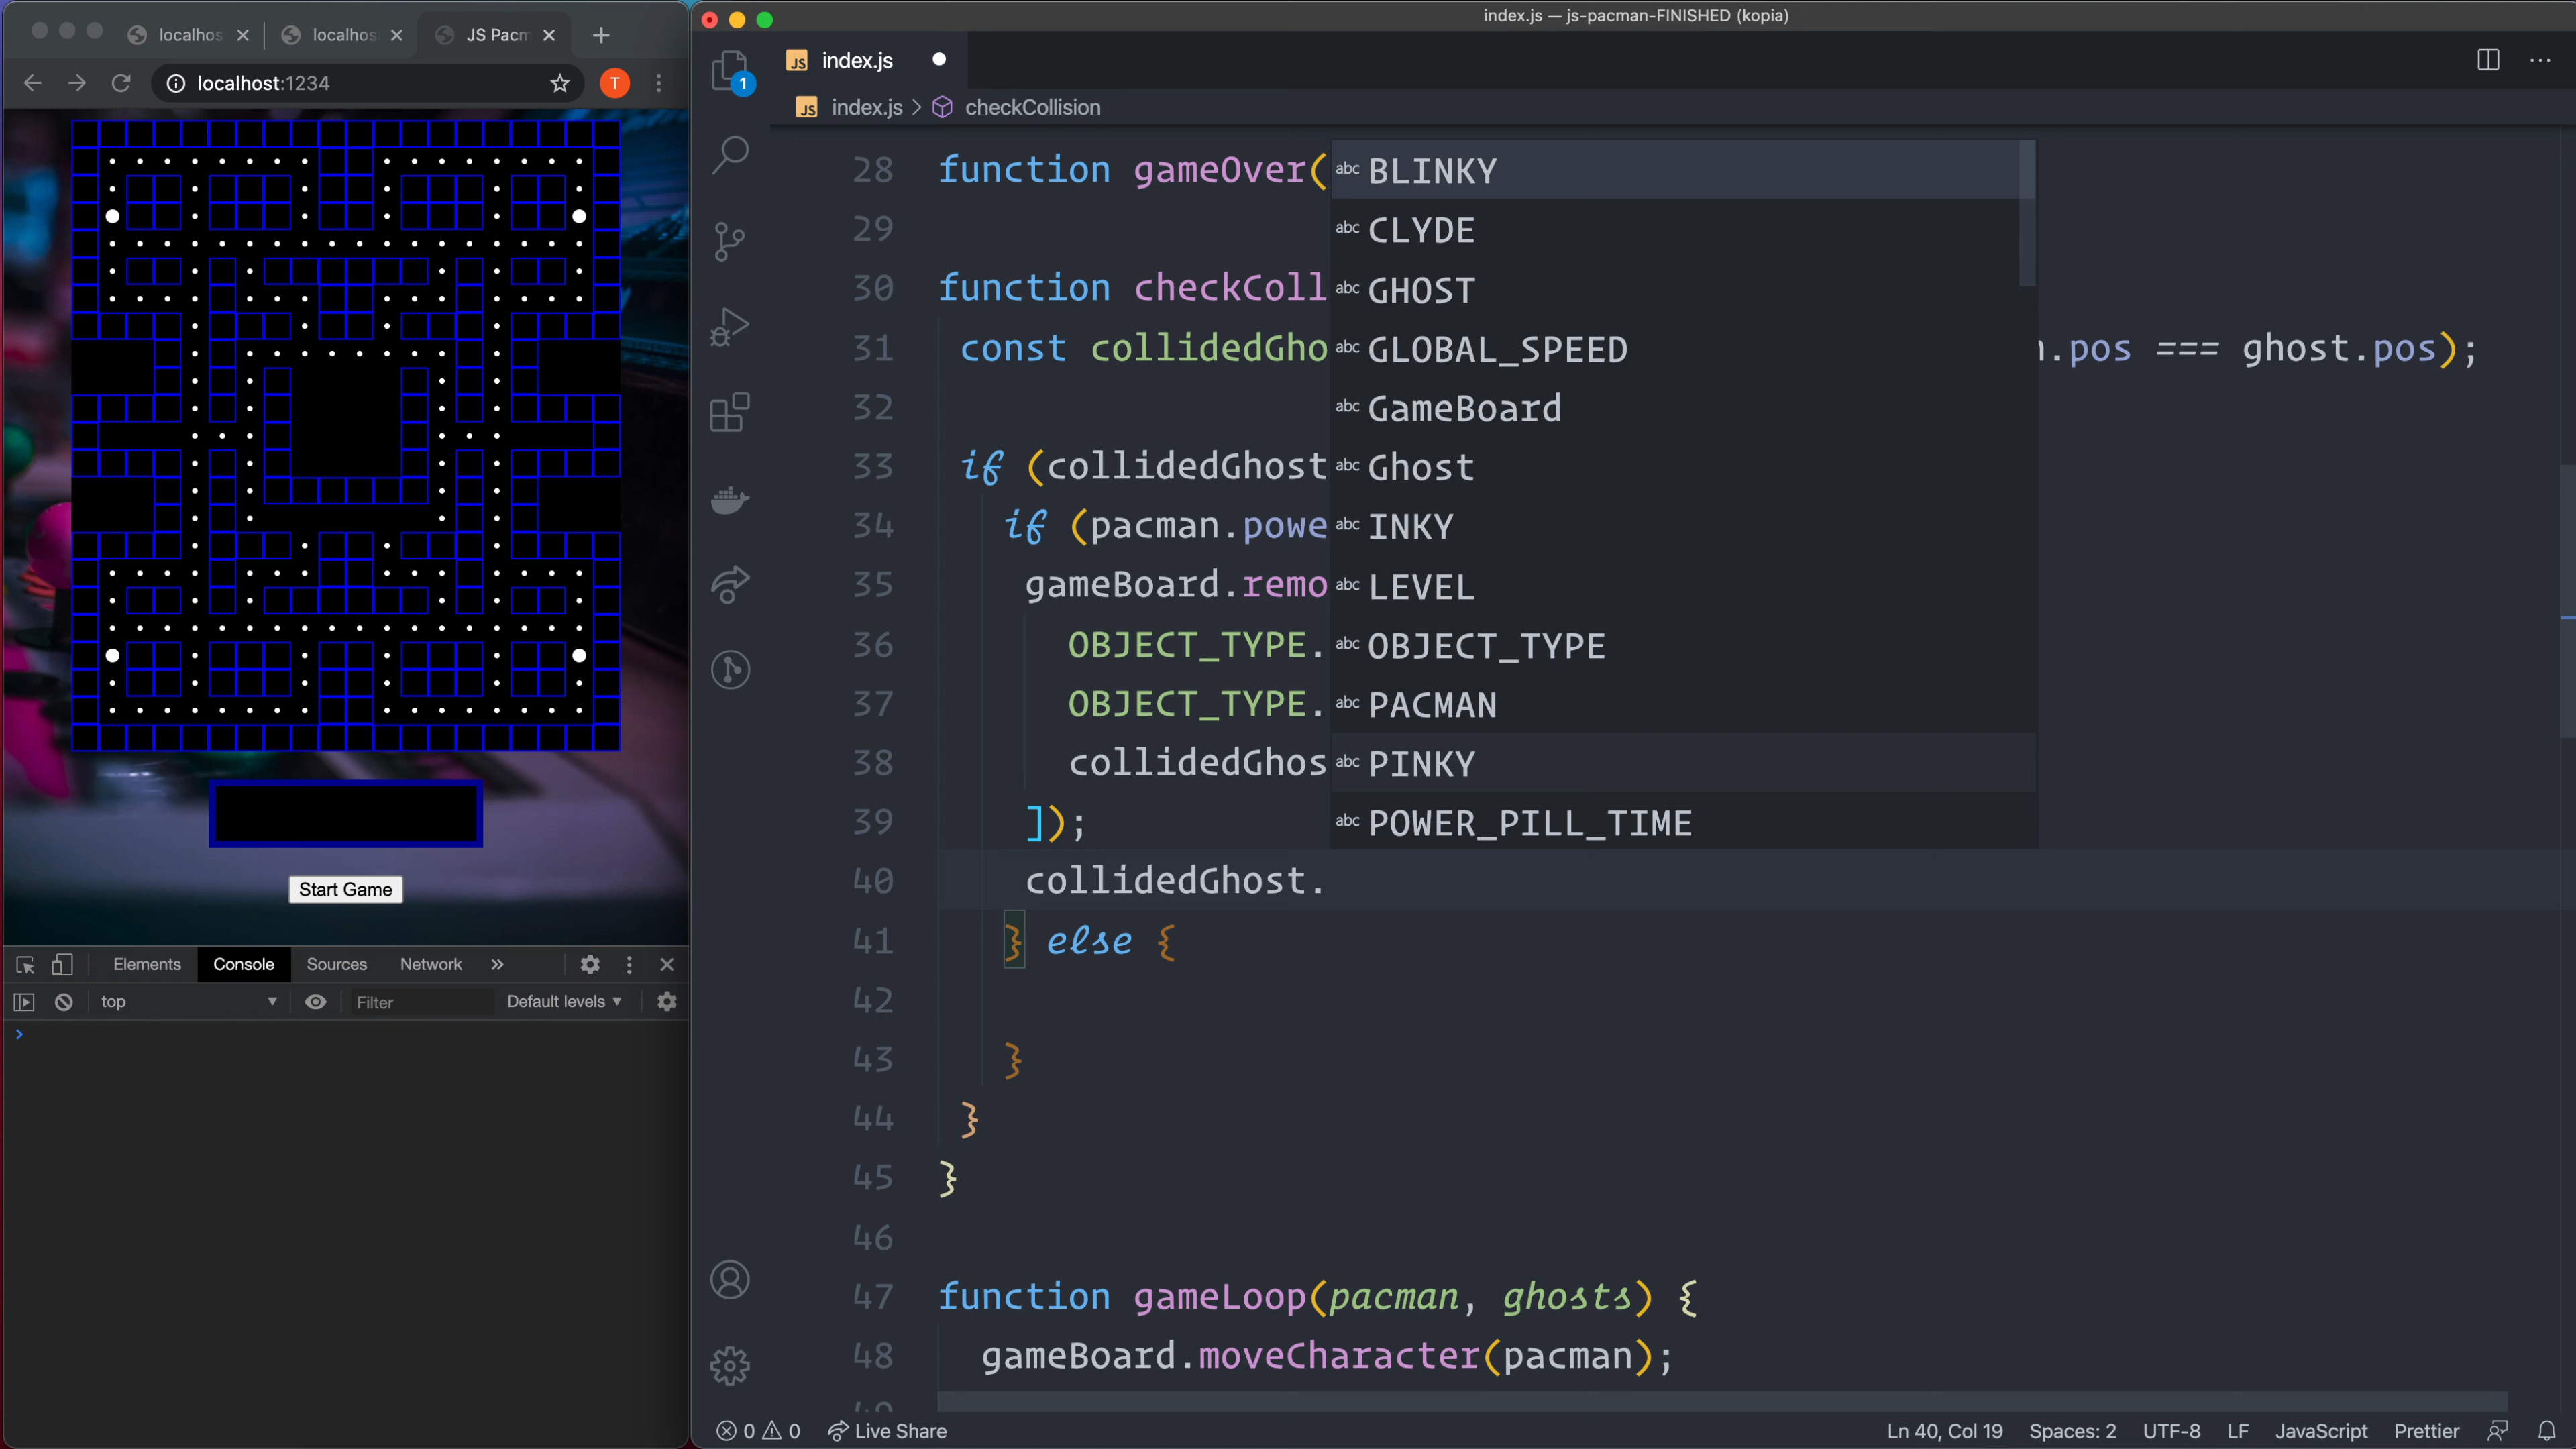 localhos
localhos
JS Pacm
localhost:1234
T
Start Game
Elements
Console
Sources
Network
top
Filter
Default levels
index.js — js-pacman-FINISHED (kopia)
1
JS index.js
JS index.js > checkCollision
28 function gameOver(
29
30 function checkColl
31 const collidedGho .pos === ghost.pos);
32
33 if (collidedGhost
34 if (pacman.powe
35 gameBoard.remo
36 OBJECT_TYPE.
37 OBJECT_TYPE.
38 collidedGhos
39 ]);
40 collidedGhost.
41 } else {
42
43 }
44 }
45 }
46
47 function gameLoop(pacman, ghosts) {
48 gameBoard.moveCharacter(pacman);
abc BLINKY
abc CLYDE
abc GHOST
abc GLOBAL_SPEED
abc GameBoard
abc Ghost
abc INKY
abc LEVEL
abc OBJECT_TYPE
abc PACMAN
abc PINKY
abc POWER_PILL_TIME
0 0 Live Share
Ln 40, Col 19 Spaces: 2 UTF-8 LF JavaScript Prettier